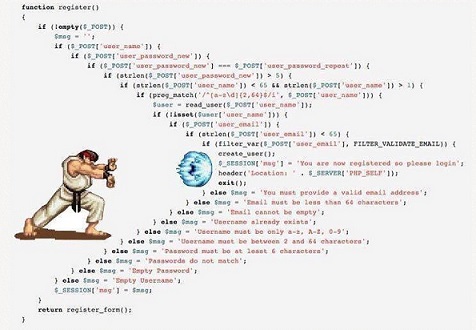 function register()
{
    if (!empty($_POST)) {
        $msg = '';
        if ($_POST['user_name']) {
            if ($_POST['user_password_new']) {
                if ($_POST['user_password_new'] === $_POST['user_password_repeat']) {
                    if (strlen($_POST['user_password_new']) > 5) {
                        if (strlen($_POST['user_name']) < 65 && strlen($_POST['user_name']) > 1) {
                            if (preg_match('/^[a-z\d]{2,64}$/i', $_POST['user_name'])) {
                                $user = read_user($_POST['user_name']);
                                if (!isset($user['user_name'])) {
                                    if ($_POST['user_email']) {
                                        if (strlen($_POST['user_email']) < 65) {
                                            if (filter_var($_POST['user_email'], FILTER_VALIDATE_EMAIL)) {
                                                create_user();
                                                $_SESSION['msg'] = 'You are now registered so please login';
                                                header('Location: ' . $_SERVER['PHP_SELF']);
                                                exit();
                                            } else $msg = 'You must provide a valid email address';
                                        } else $msg = 'Email must be less than 64 characters';
                                    } else $msg = 'Email cannot be empty';
                                } else $msg = 'Username already exists';
                            } else $msg = 'Username must be only a-z, A-Z, 0-9';
                        } else $msg = 'Username must be between 2 and 64 characters';
                    } else $msg = 'Password must be at least 6 characters';
                } else $msg = 'Passwords do not match';
            } else $msg = 'Empty Password';
        } else $msg = 'Empty Username';
        $_SESSION['msg'] = $msg;
    }
    return register_form();
}